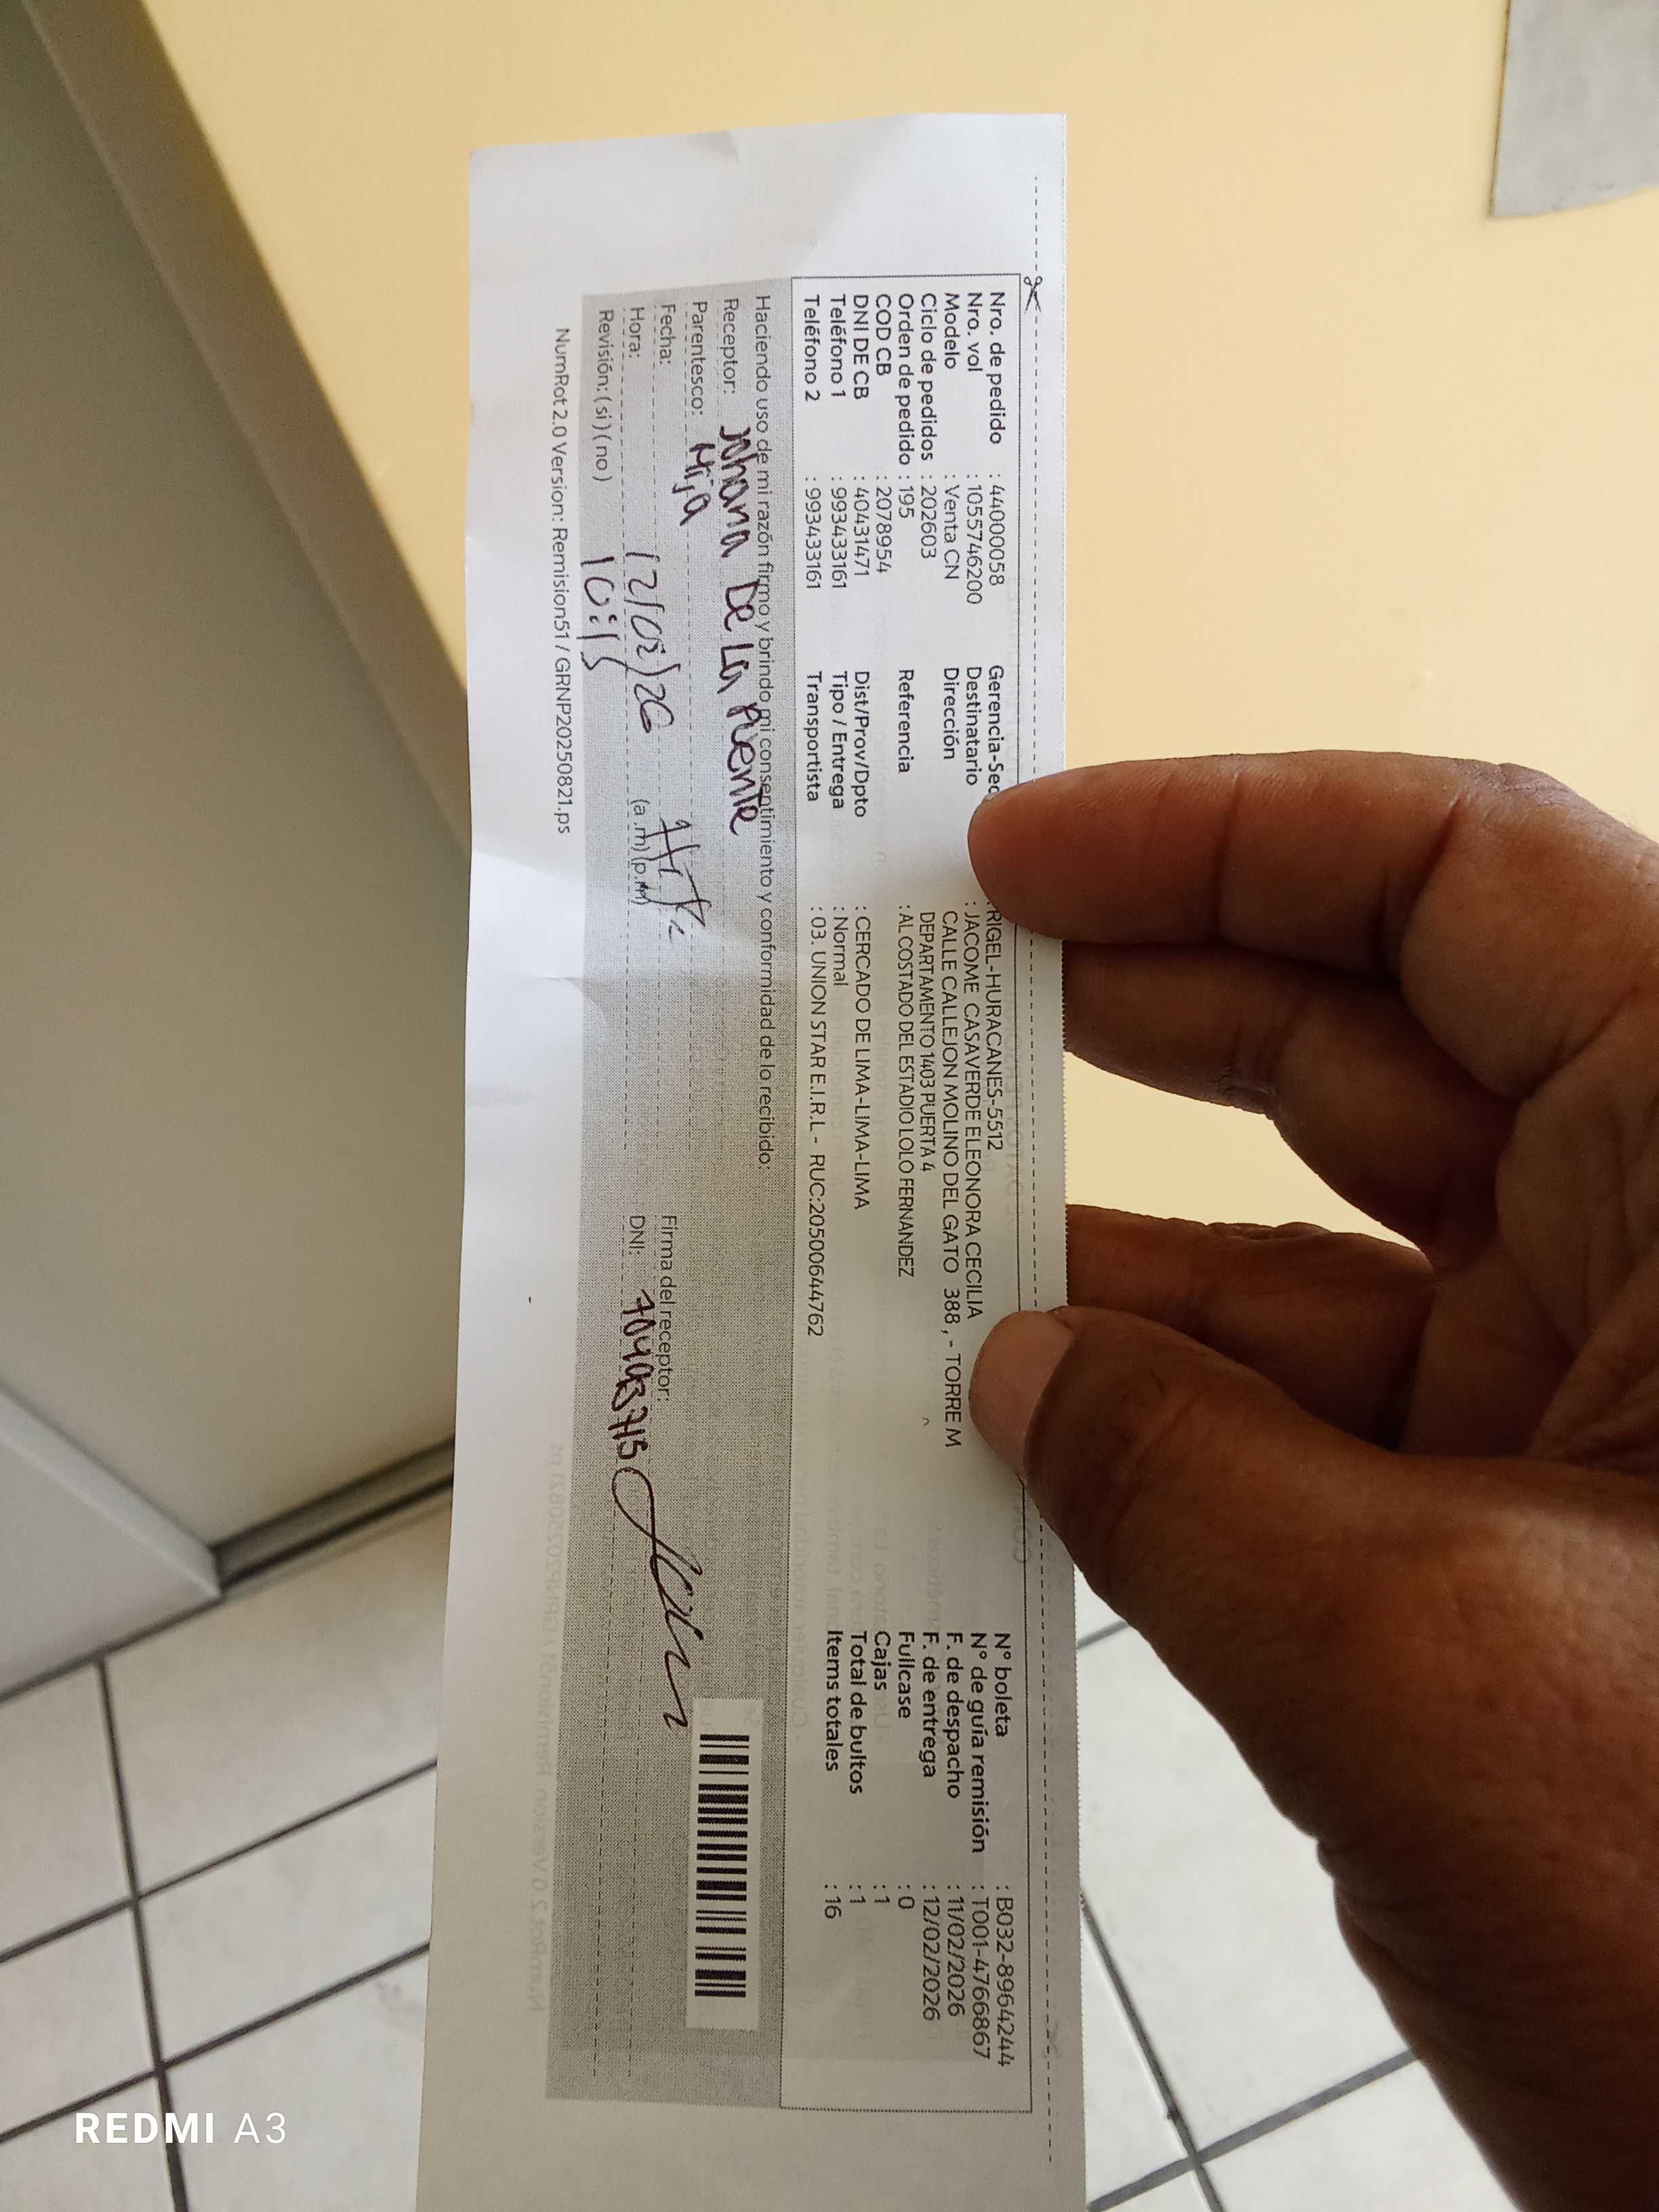 Nro. de pedido : 44000058
Nro. vol : 1055746200
Modelo : Venta CN
Ciclo de pedidos : 202603
Orden de pedido : 195
COD CB : 2078954
DNI DE CB : 40431471
Teléfono 1 : 993433161
Teléfono 2 : 993433161
Gerencia-Sec : RIGEL-HURACANES-5512
Destinatario : JACOME CASAVERDE ELEONORA CECILIA
Dirección CALLE CALLEJON MOLINO DEL GATO 388 , - TORRE M
DEPARTAMENTO 1403 PUERTA 4
Referencia : AL COSTADO DEL ESTADIO LOLO FERNANDEZ
Dist/Prov/Dpto : CERCADO DE LIMA-LIMA-LIMA
Tipo / Entrega : Normal
Transportista : 03. UNION STAR E.I.R.L - RUC:20500644762
N° boleta : B032-8964244
N° de guía remisión : T001-4766867
F. de despacho : 11/02/2026
F. de entrega : 12/02/2026
Fullcase : 0
Cajas : 1
Total de bultos : 1
Items totales : 16
Haciendo uso de mi razón firmo y brindo mi consentimiento y conformidad de lo recibido:
Receptor: Johana De La Puente
Parentesco: Hija
Fecha: 12/02/26
Firma del receptor:
Hora: 10:15 (a.m) (p.m)
DNI:
Revisión: ( si ) ( no )
NumRot 2.0 Version: Remision51 / GRNP20250821.ps
REDMI A3